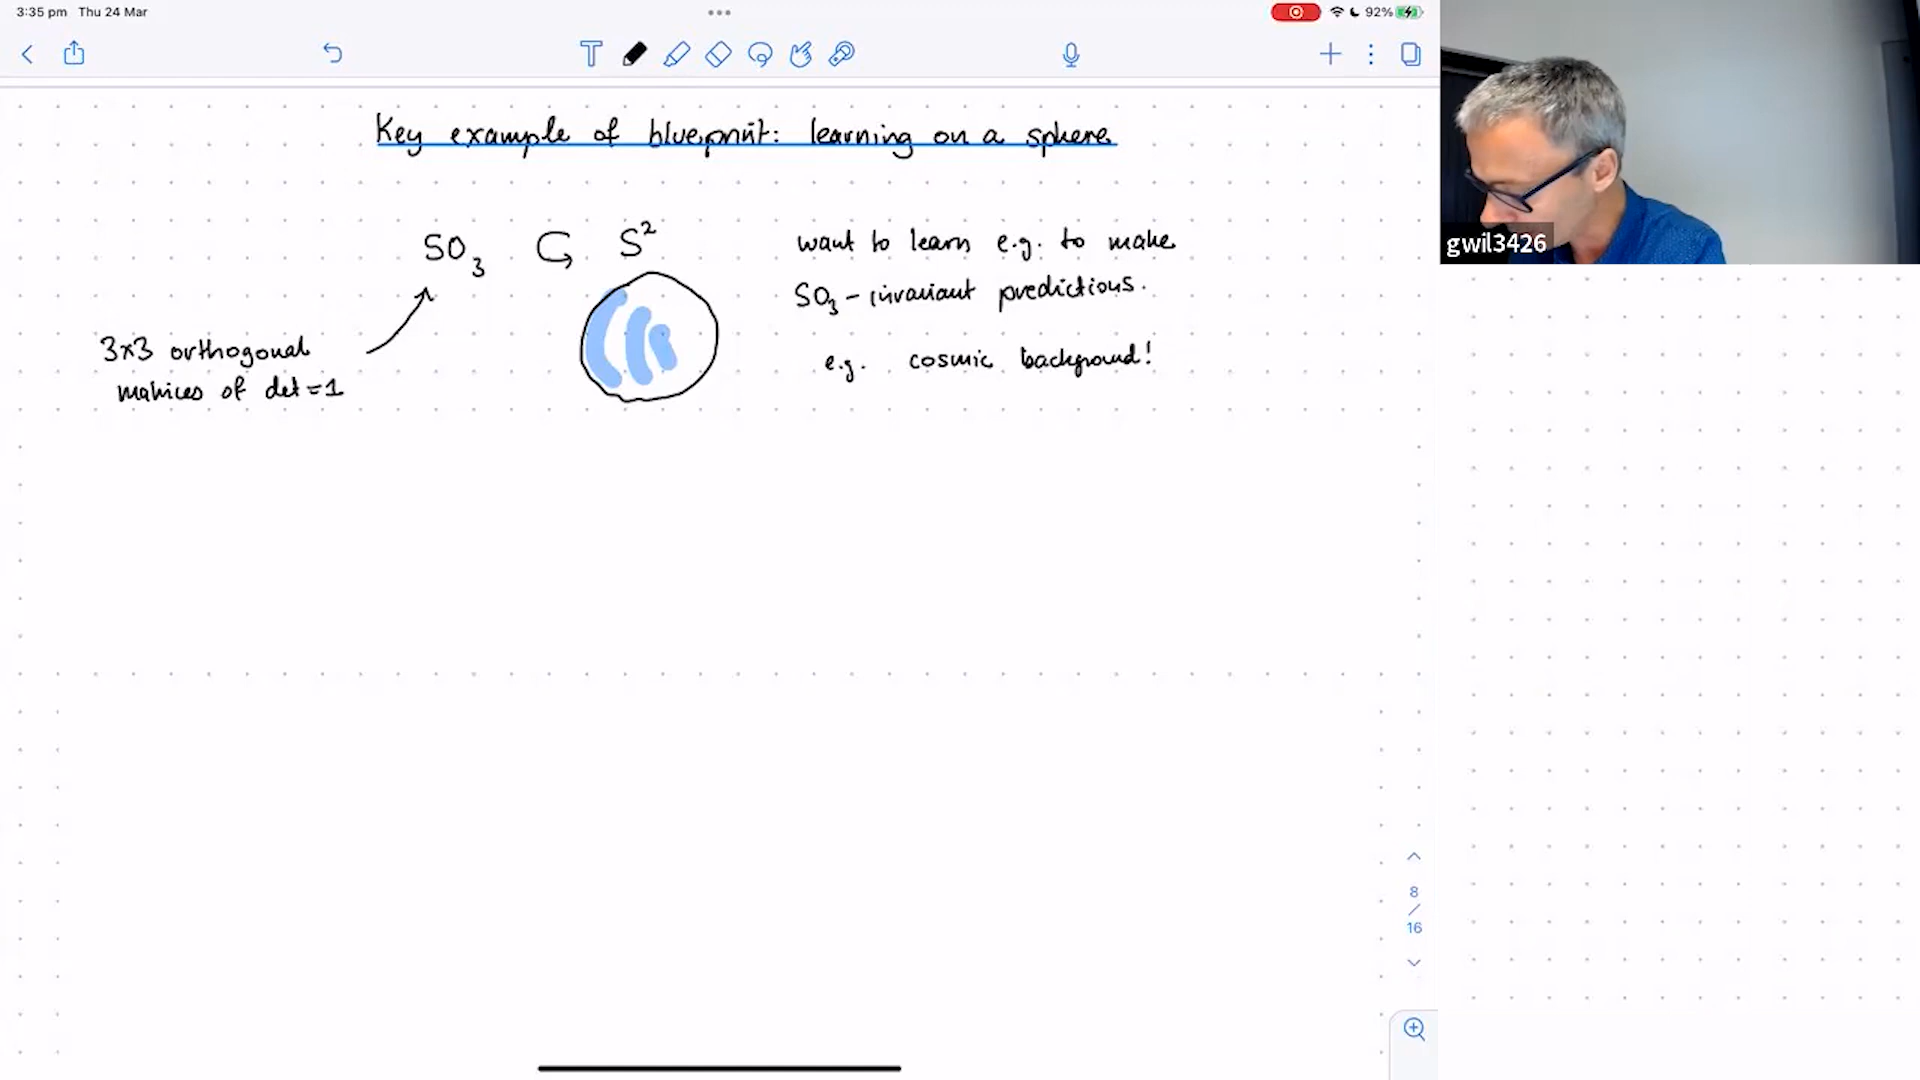 3:35 pm Thu 24 Mar
92%
Key example of blueprint: learning on a sphere
SO₃ S²
want to learn e.g. to make
SO₃-invariant predictions.
3x3 orthogonal
matrices of det = 1
e.g. cosmic background!
gwil3426
8
/
16